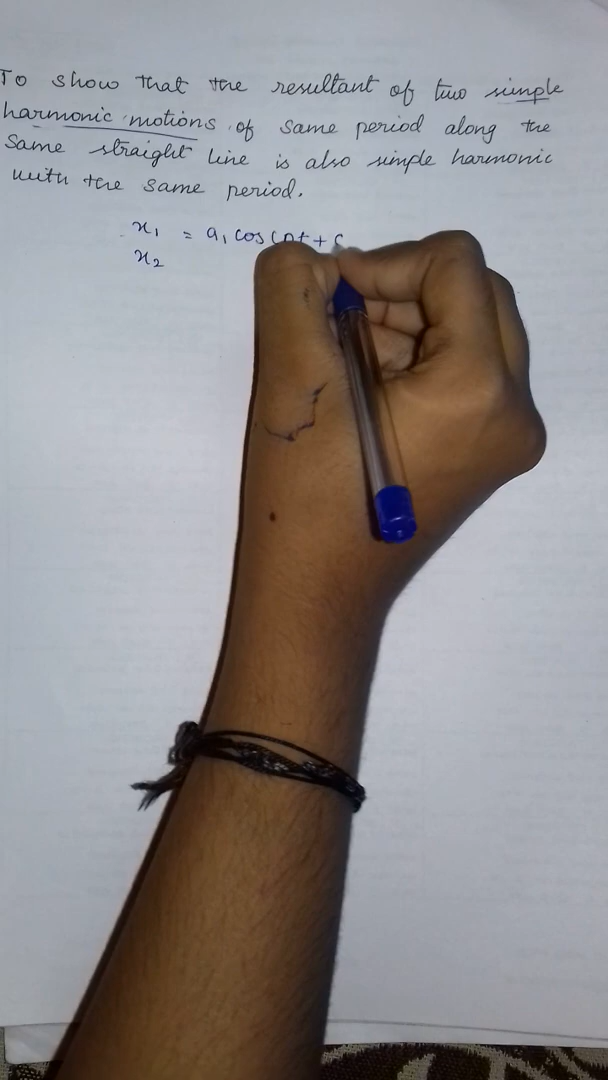 To show that the resultant of two simple
harmonic motions of same period along the
same straight line is also simple harmonic
with the same period.
x₁ = a₁ cos(nt +
x₂